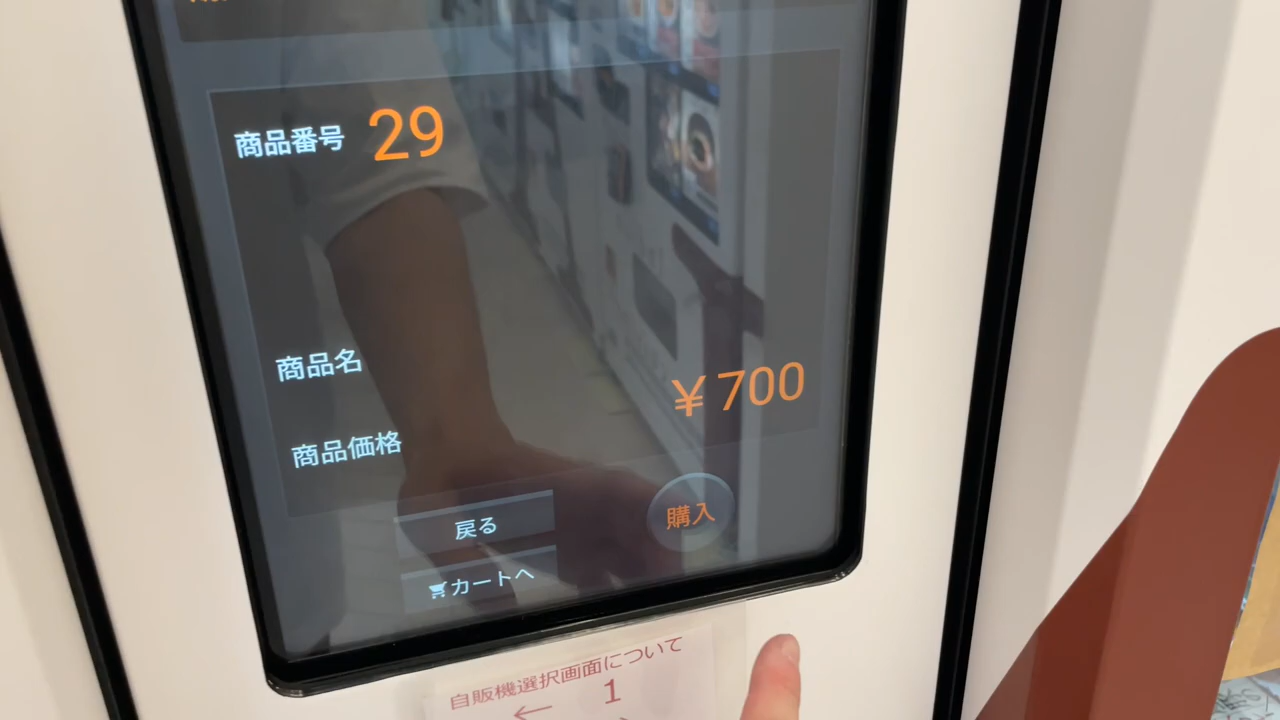 商品番号 29
商品名
¥700
商品価格
戻る
購入
カートへ
自販機選択画面について
← 1